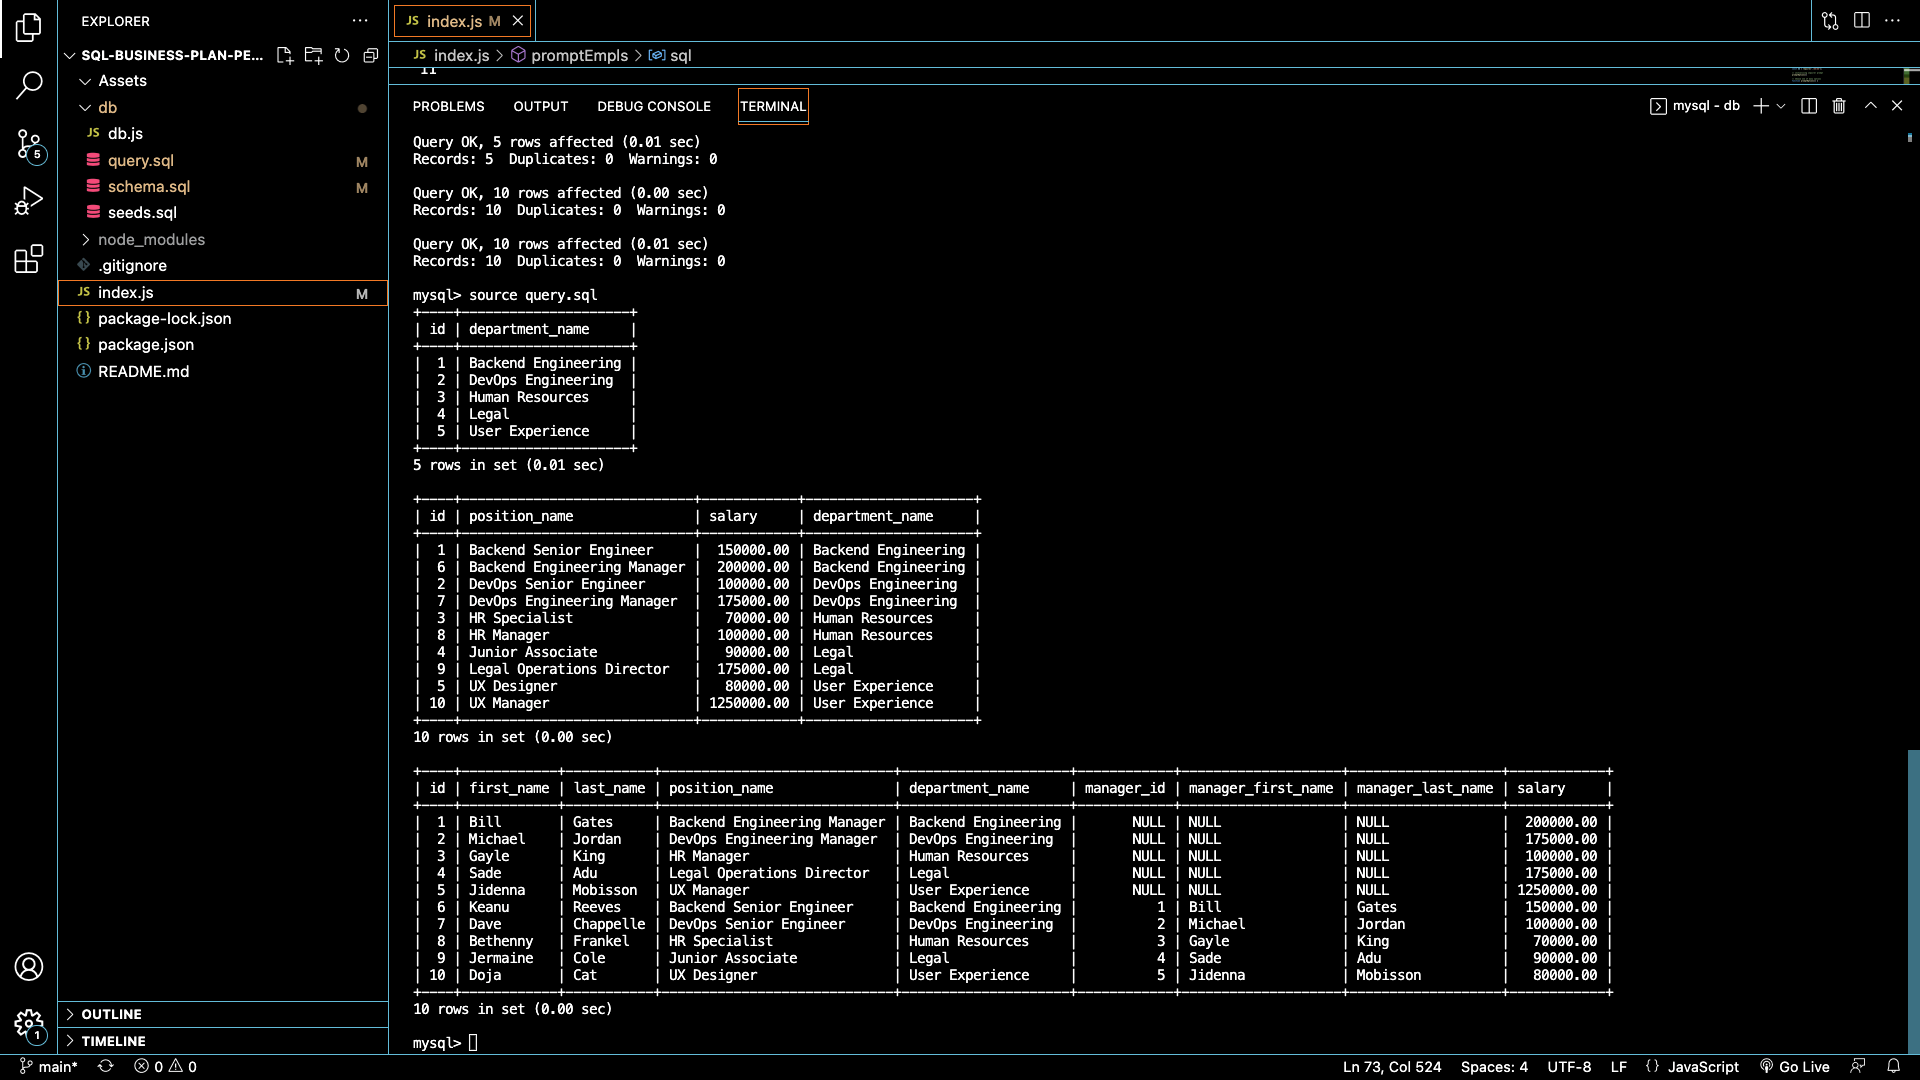 EXPLORER
SQL-BUSINESS-PLAN-PE...
Assets
db
JS db.js
query.sql M
schema.sql M
seeds.sql
node_modules
.gitignore
JS index.js M
{} package-lock.json
{} package.json
README.md
OUTLINE
TIMELINE
5
1
JS index.js M
JS index.js > promptEmpls > sql
11
PROBLEMS OUTPUT DEBUG CONSOLE TERMINAL
mysql - db
Query OK, 5 rows affected (0.01 sec)
Records: 5  Duplicates: 0  Warnings: 0
Query OK, 10 rows affected (0.00 sec)
Records: 10  Duplicates: 0  Warnings: 0
Query OK, 10 rows affected (0.01 sec)
Records: 10  Duplicates: 0  Warnings: 0
mysql> source query.sql
+----+---------------------+
| id | department_name     |
+----+---------------------+
|  1 | Backend Engineering |
|  2 | DevOps Engineering  |
|  3 | Human Resources     |
|  4 | Legal               |
|  5 | User Experience     |
+----+---------------------+
5 rows in set (0.01 sec)
+----+-----------------------------+------------+---------------------+
| id | position_name               | salary     | department_name     |
+----+-----------------------------+------------+---------------------+
|  1 | Backend Senior Engineer     |  150000.00 | Backend Engineering |
|  6 | Backend Engineering Manager |  200000.00 | Backend Engineering |
|  2 | DevOps Senior Engineer      |  100000.00 | DevOps Engineering  |
|  7 | DevOps Engineering Manager  |  175000.00 | DevOps Engineering  |
|  3 | HR Specialist               |   70000.00 | Human Resources     |
|  8 | HR Manager                  |  100000.00 | Human Resources     |
|  4 | Junior Associate            |   90000.00 | Legal               |
|  9 | Legal Operations Director   |  175000.00 | Legal               |
|  5 | UX Designer                 |   80000.00 | User Experience     |
| 10 | UX Manager                  | 1250000.00 | User Experience     |
+----+-----------------------------+------------+---------------------+
10 rows in set (0.00 sec)
+----+------------+-----------+-----------------------------+---------------------+------------+--------------------+-------------------+------------+
| id | first_name | last_name | position_name               | department_name     | manager_id | manager_first_name | manager_last_name | salary     |
+----+------------+-----------+-----------------------------+---------------------+------------+--------------------+-------------------+------------+
|  1 | Bill       | Gates     | Backend Engineering Manager | Backend Engineering |       NULL | NULL               | NULL              |  200000.00 |
|  2 | Michael    | Jordan    | DevOps Engineering Manager  | DevOps Engineering  |       NULL | NULL               | NULL              |  175000.00 |
|  3 | Gayle      | King      | HR Manager                  | Human Resources     |       NULL | NULL               | NULL              |  100000.00 |
|  4 | Sade       | Adu       | Legal Operations Director   | Legal               |       NULL | NULL               | NULL              |  175000.00 |
|  5 | Jidenna    | Mobisson  | UX Manager                  | User Experience     |       NULL | NULL               | NULL              | 1250000.00 |
|  6 | Keanu      | Reeves    | Backend Senior Engineer     | Backend Engineering |          1 | Bill               | Gates             |  150000.00 |
|  7 | Dave       | Chappelle | DevOps Senior Engineer      | DevOps Engineering  |          2 | Michael            | Jordan            |  100000.00 |
|  8 | Bethenny   | Frankel   | HR Specialist               | Human Resources     |          3 | Gayle              | King              |   70000.00 |
|  9 | Jermaine   | Cole      | Junior Associate            | Legal               |          4 | Sade               | Adu               |   90000.00 |
| 10 | Doja       | Cat       | UX Designer                 | User Experience     |          5 | Jidenna            | Mobisson          |   80000.00 |
+----+------------+-----------+-----------------------------+---------------------+------------+--------------------+-------------------+------------+
10 rows in set (0.00 sec)
mysql>
main* 0 0 Ln 73, Col 524 Spaces: 4 UTF-8 LF {} JavaScript Go Live